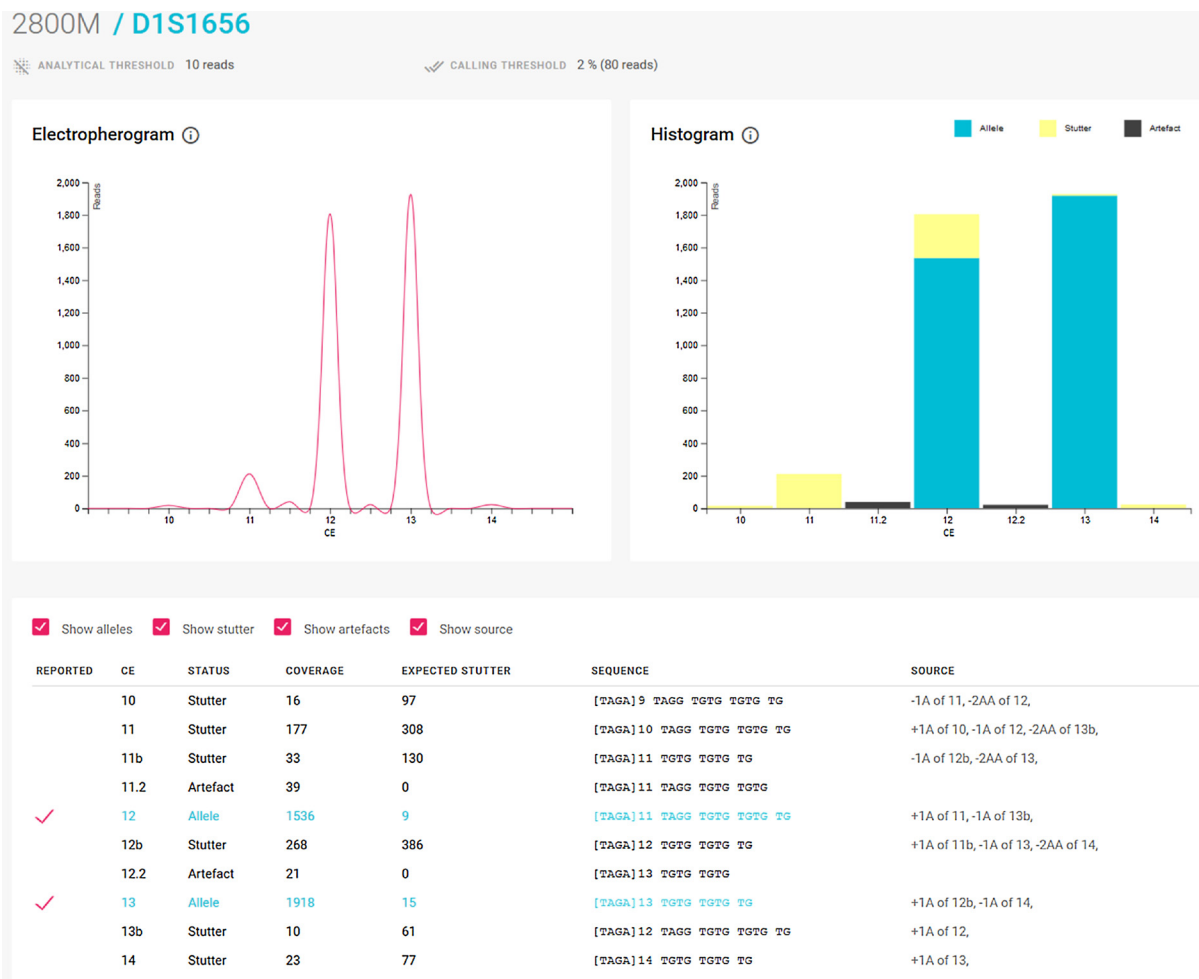 2800M / D1S1656
ANALYTICAL THRESHOLD 10 reads CALLING THRESHOLD 2 % (80 reads)
Electropherogram
2,000
Reads
1,800
1,600
1,400
1,200
1,000
800
600
400
200
0
10 11 12 13 14
CE
Histogram
Allele Stutter Artefact
2,000
Reads
1,800
1,600
1,400
1,200
1,000
800
600
400
200
0
10 11 11.2 12 12.2 13 14
CE
Show alleles Show stutter Show artefacts Show source
REPORTED CE STATUS COVERAGE EXPECTED STUTTER SEQUENCE SOURCE
10 Stutter 16 97 [TAGA]9 TAGG TGTG TGTG TG -1A of 11, -2AA of 12,
11 Stutter 177 308 [TAGA]10 TAGG TGTG TGTG TG +1A of 10, -1A of 12, -2AA of 13b,
11b Stutter 33 130 [TAGA]11 TGTG TGTG TG -1A of 12b, -2AA of 13,
11.2 Artefact 39 0 [TAGA]11 TAGG TGTG TGTG
12 Allele 1536 9 [TAGA]11 TAGG TGTG TGTG TG +1A of 11, -1A of 13b,
12b Stutter 268 386 [TAGA]12 TGTG TGTG TG +1A of 11b, -1A of 13, -2AA of 14,
12.2 Artefact 21 0 [TAGA]13 TGTG TGTG
13 Allele 1918 15 [TAGA]13 TGTG TGTG TG +1A of 12b, -1A of 14,
13b Stutter 10 61 [TAGA]12 TAGG TGTG TGTG TG +1A of 12,
14 Stutter 23 77 [TAGA]14 TGTG TGTG TG +1A of 13,